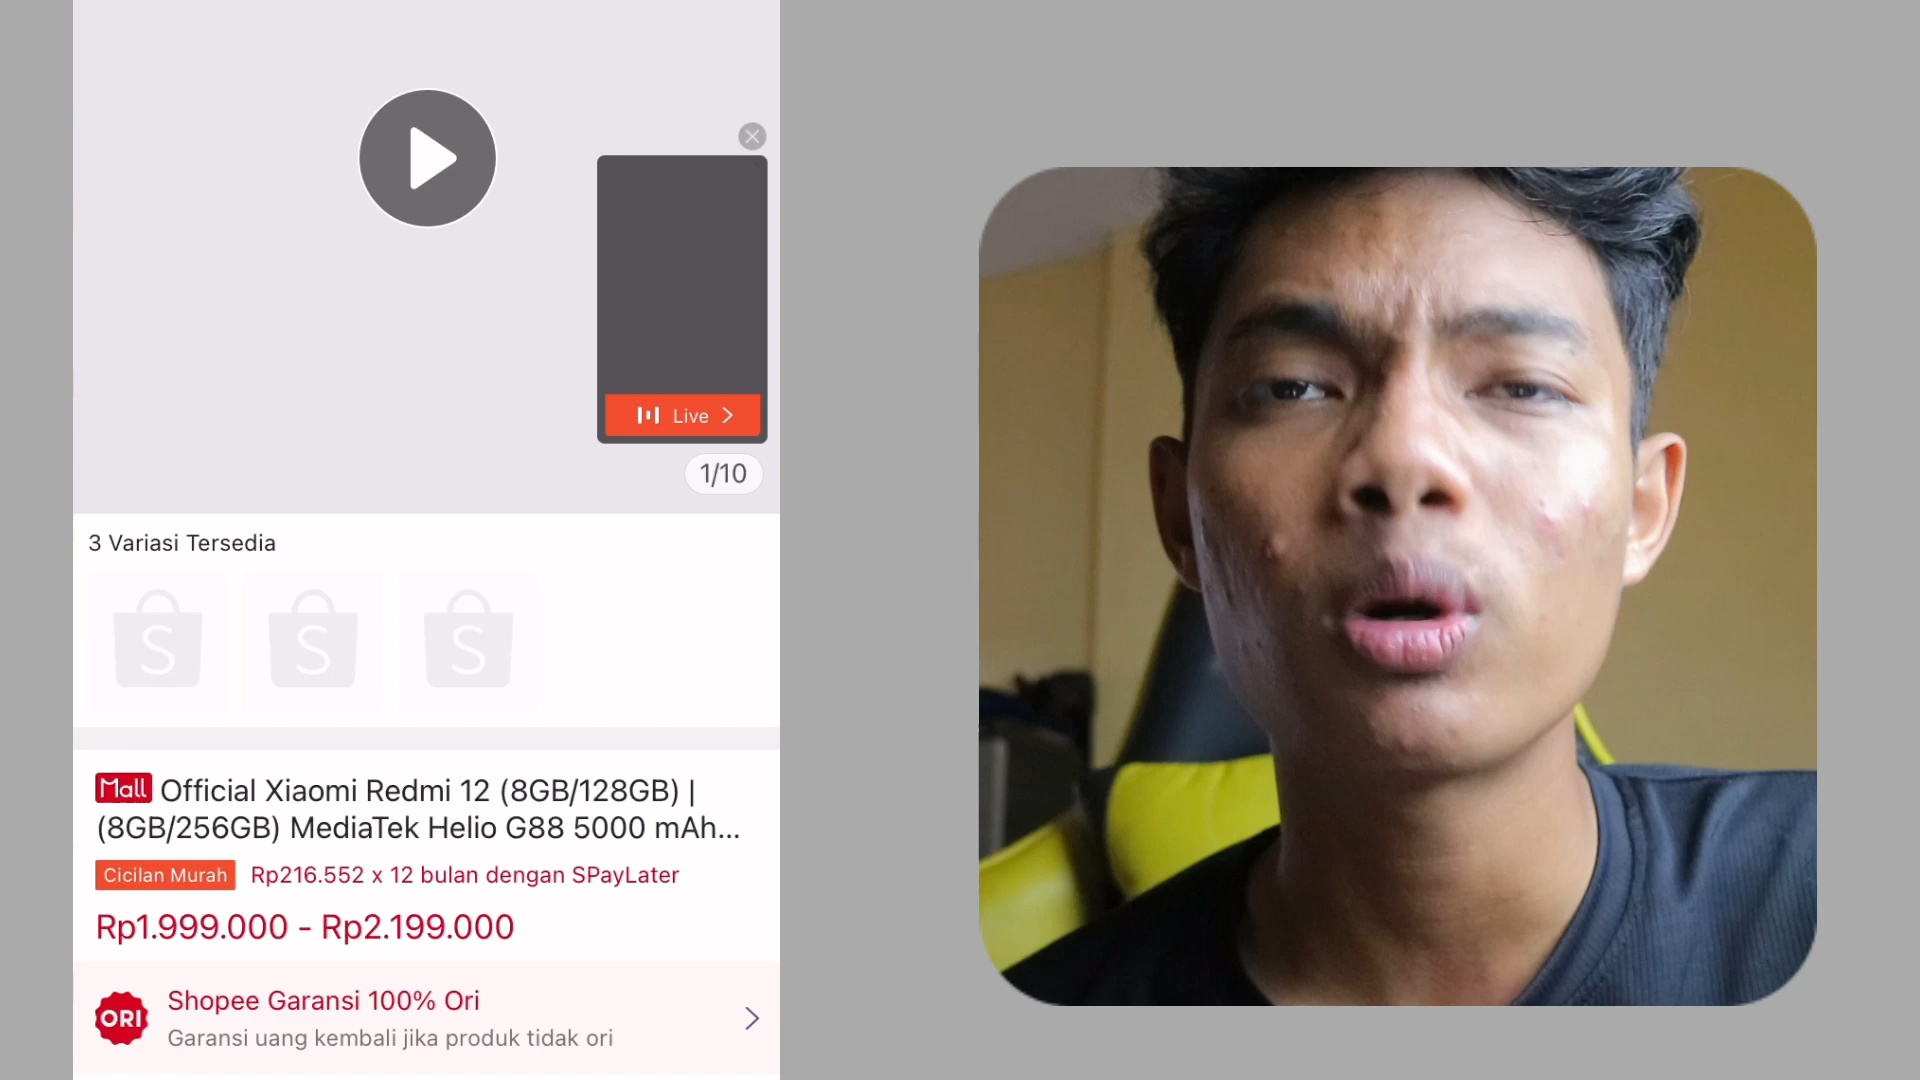 Live
1/10
3 Variasi Tersedia
S S S
Mall Official Xiaomi Redmi 12 (8GB/128GB) |
(8GB/256GB) MediaTek Helio G88 5000 mAh...
Cicilan Murah Rp216.552 x 12 bulan dengan SPayLater
Rp1.999.000 - Rp2.199.000
ORI
Shopee Garansi 100% Ori
Garansi uang kembali jika produk tidak ori